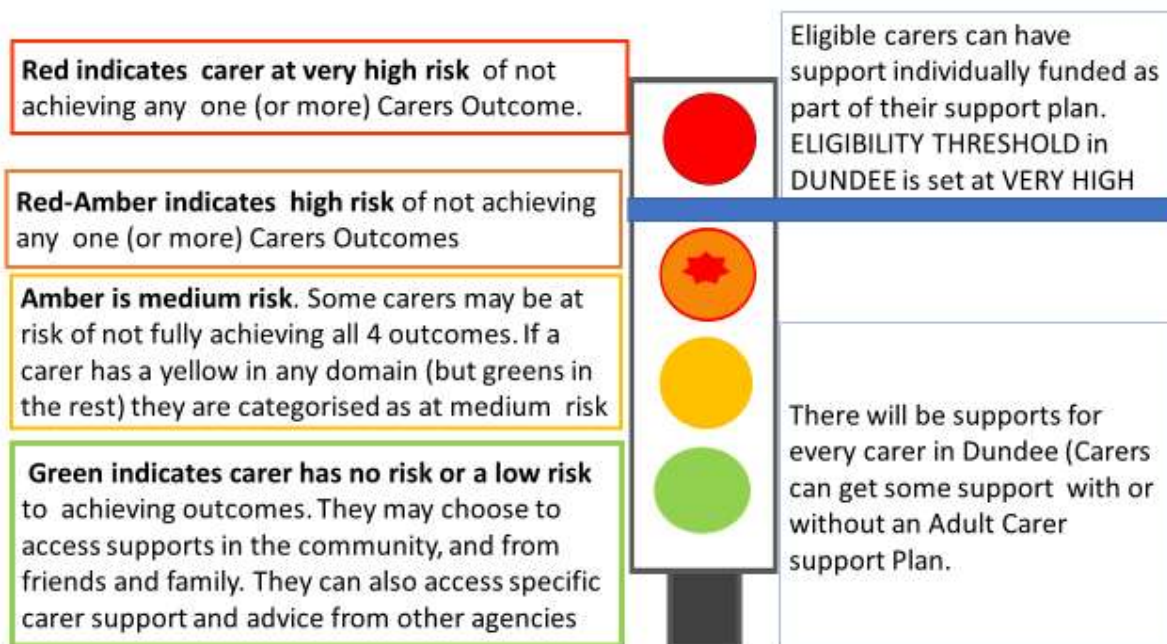 Red indicates carer at very high risk of not
achieving any one (or more) Carers Outcome.
Red-Amber indicates high risk of not achieving
any one (or more) Carers Outcomes
Amber is medium risk. Some carers may be at
risk of not fully achieving all 4 outcomes. If a
carer has a yellow in any domain (but greens in
the rest) they are categorised as at medium risk
Green indicates carer has no risk or a low risk
to achieving outcomes. They may choose to
access supports in the community, and from
friends and family. They can also access specific
carer support and advice from other agencies
Eligible carers can have
support individually funded as
part of their support plan.
ELIGIBILITY THRESHOLD in
DUNDEE is set at VERY HIGH
There will be supports for
every carer in Dundee (Carers
can get some support with or
without an Adult Carer
support Plan.